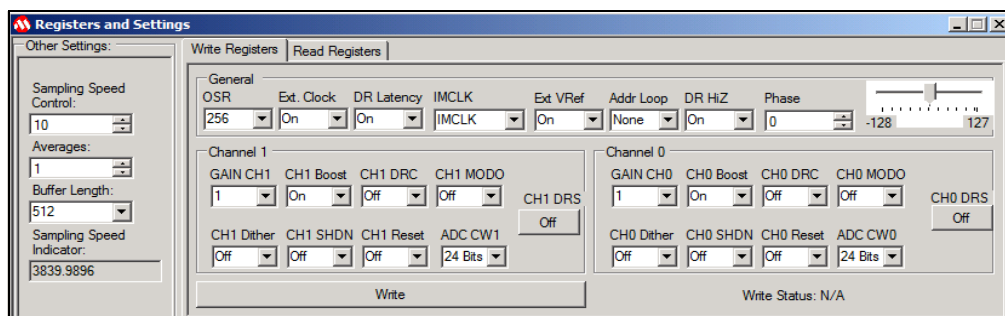 Registers and Settings
Other Settings:
Sampling Speed
Control:
10
Averages:
1
Buffer Length:
512
Sampling Speed
Indicator:
3839.9896
Write Registers Read Registers
General
OSR Ext. Clock DR Latency IMCLK Ext VRef Addr Loop DR HiZ Phase
256 On On IMCLK On None On 0 -128 127
Channel 1
GAIN CH1 CH1 Boost CH1 DRC CH1 MODO
1 On Off Off CH1 DRS
Off
CH1 Dither CH1 SHDN CH1 Reset ADC CW1
Off Off Off 24 Bits
Channel 0
GAIN CH0 CH0 Boost CH0 DRC CH0 MODO
1 On Off Off CH0 DRS
Off
CH0 Dither CH0 SHDN CH0 Reset ADC CW0
Off Off Off 24 Bits
Write Write Status: N/A